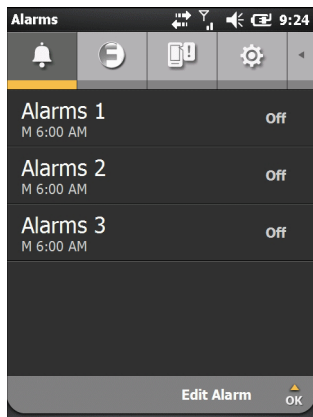 Alarms 9:24
Alarms 1
M 6:00 AM
Off
Alarms 2
M 6:00 AM
Off
Alarms 3
M 6:00 AM
Off
Edit Alarm
OK